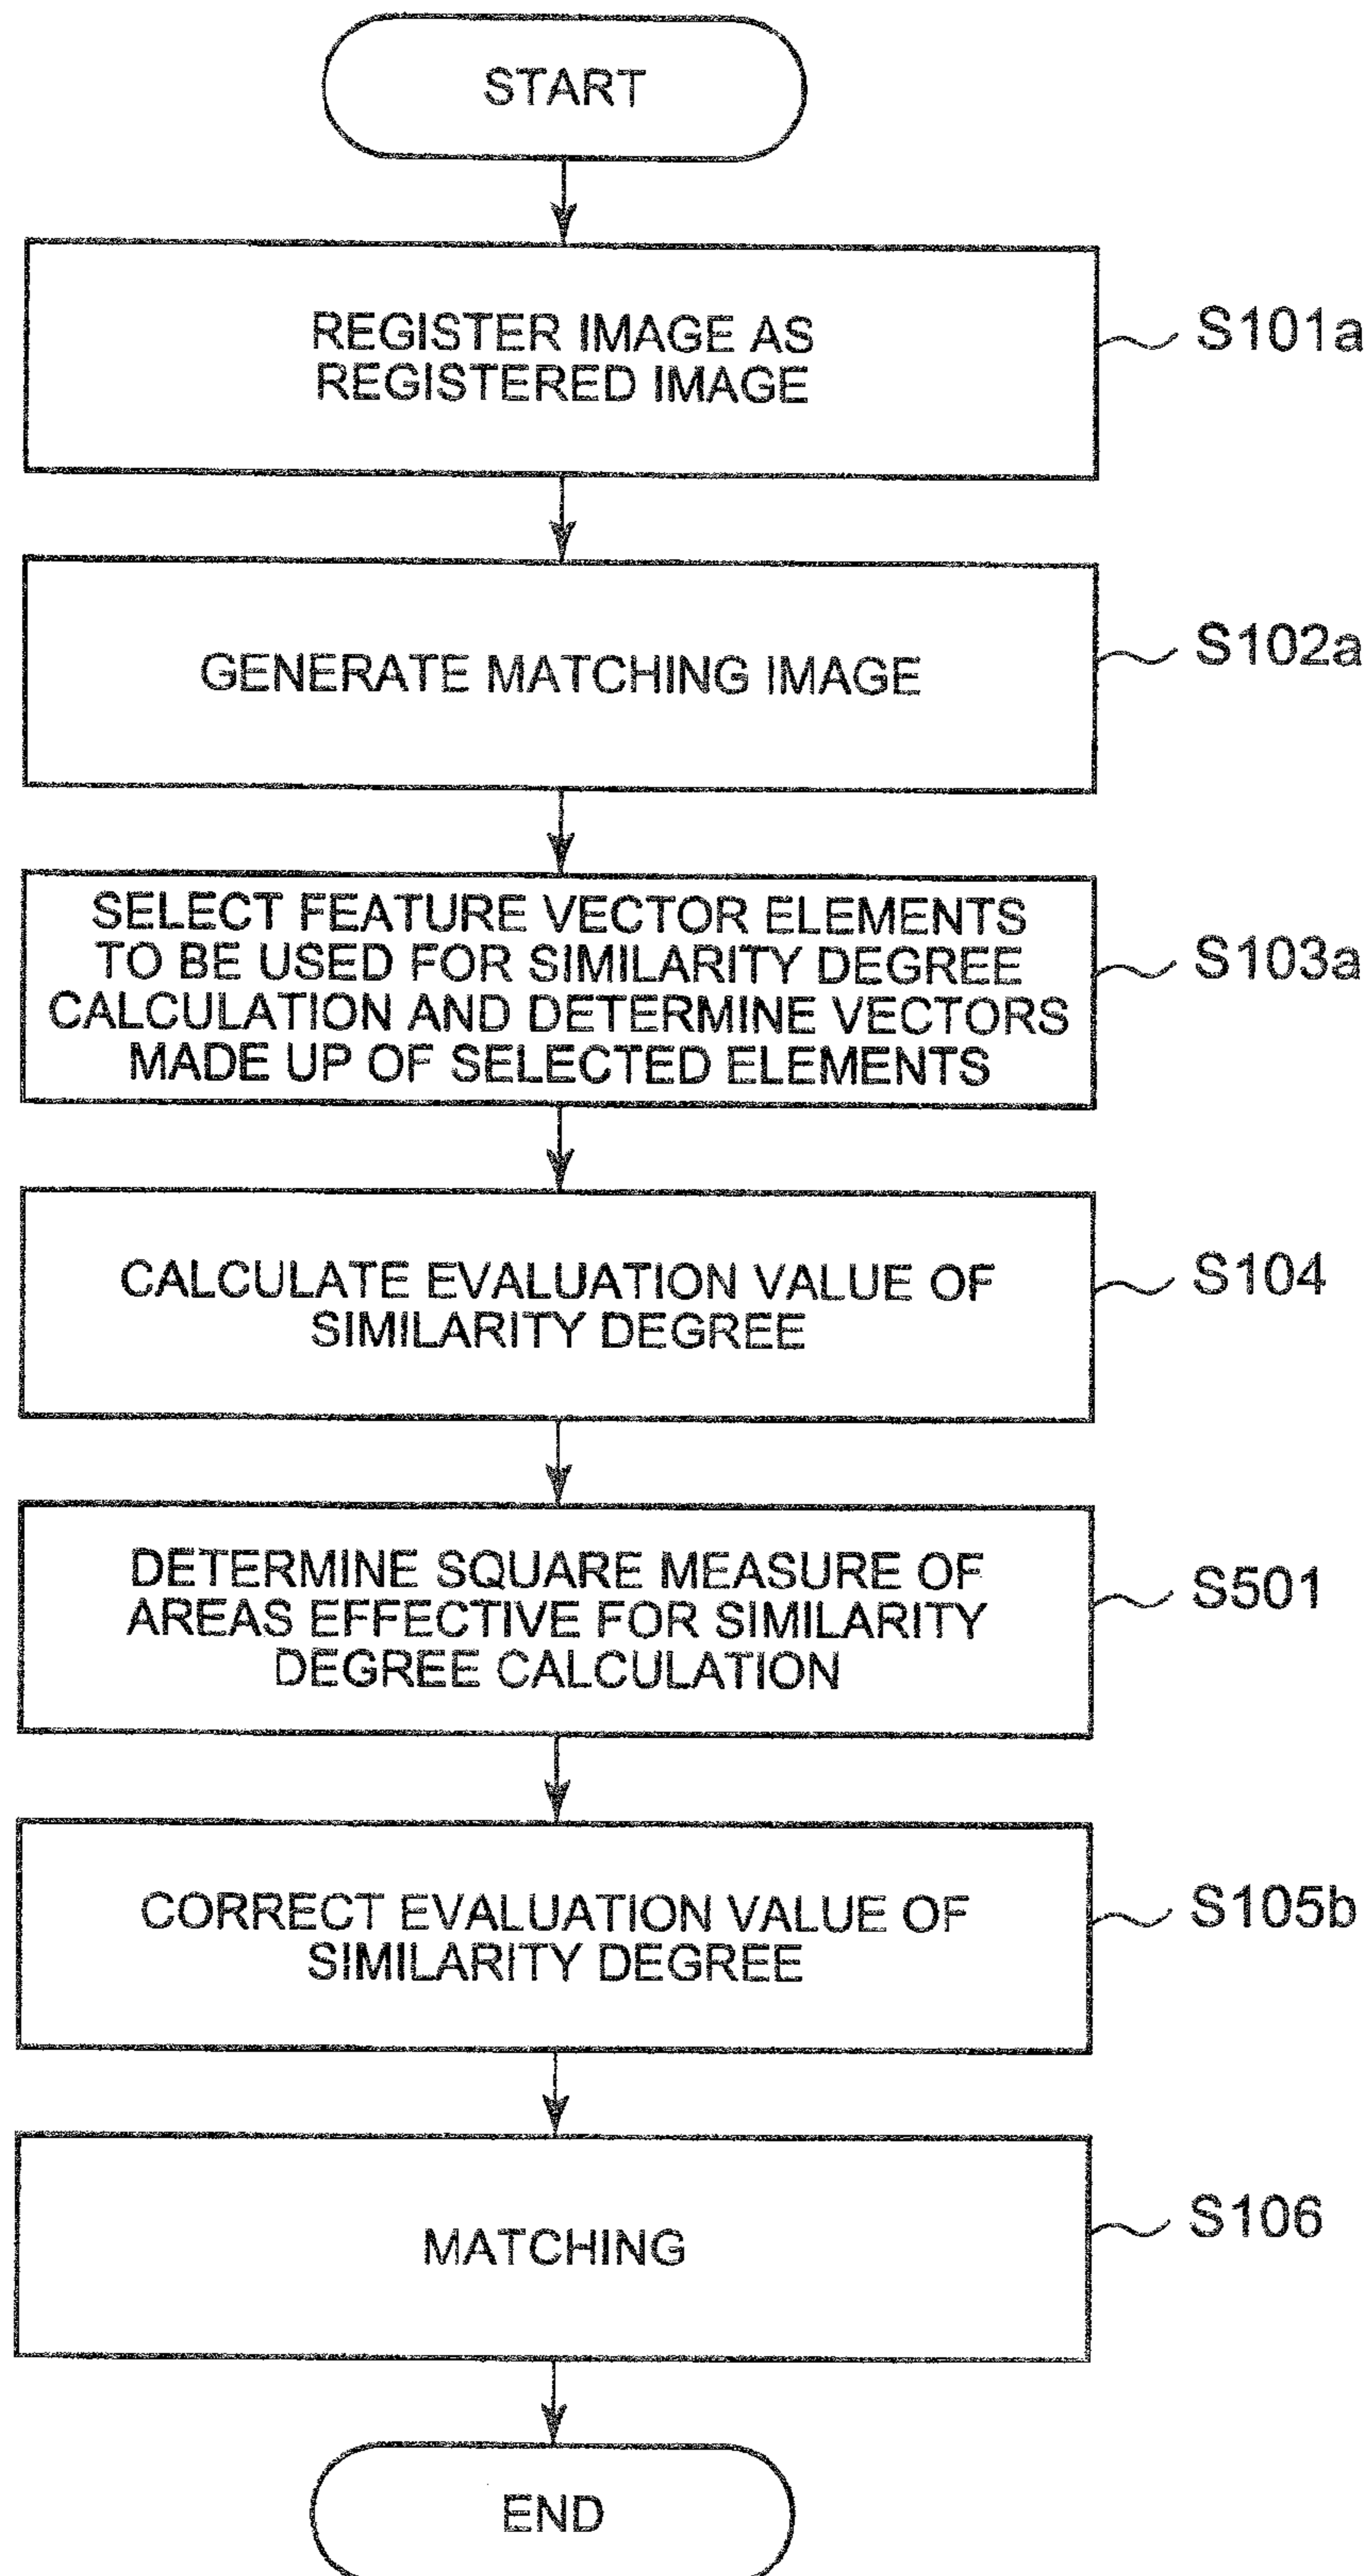 START
REGISTER IMAGE AS
REGISTERED IMAGE
S101a
GENERATE MATCHING IMAGE
S102a
SELECT FEATURE VECTOR ELEMENTS
TO BE USED FOR SIMILARITY DEGREE
CALCULATION AND DETERMINE VECTORS
MADE UP OF SELECTED ELEMENTS
S103a
CALCULATE EVALUATION VALUE OF
SIMILARITY DEGREE
S104
DETERMINE SQUARE MEASURE OF
AREAS EFFECTIVE FOR SIMILARITY
DEGREE CALCULATION
S501
CORRECT EVALUATION VALUE OF
SIMILARITY DEGREE
S105b
MATCHING
S106
END